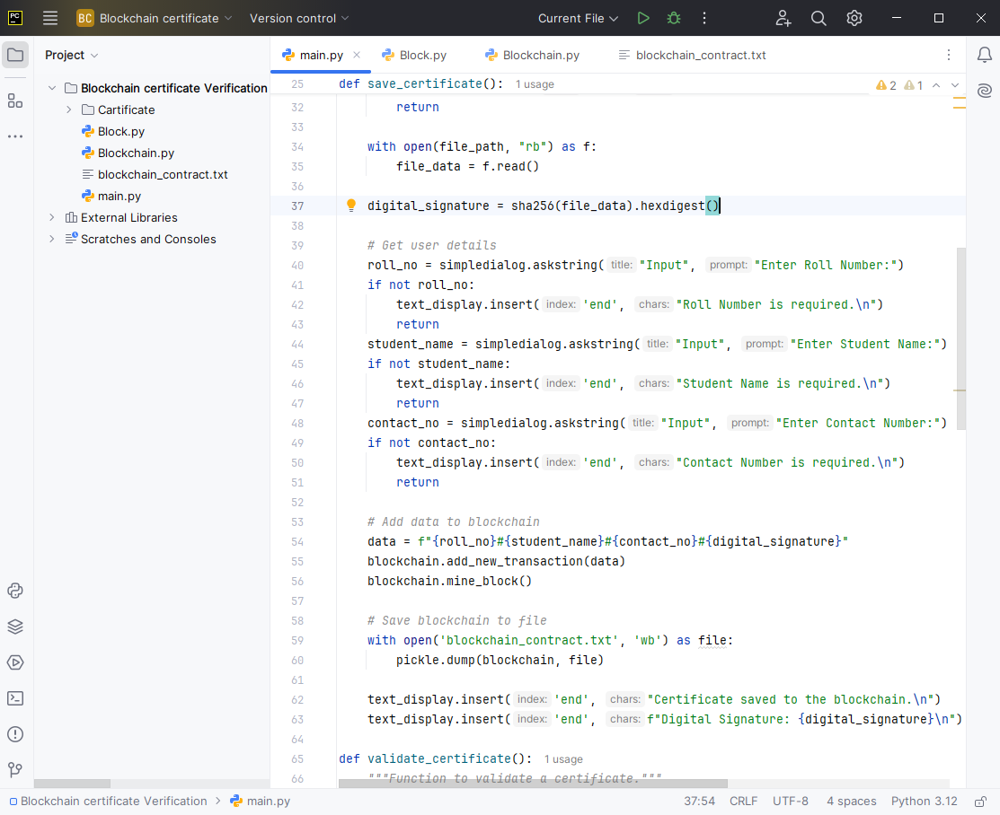 PC
BC Blockchain certificate Version control Current File
Project
main.py Block.py Blockchain.py blockchain_contract.txt
Blockchain certificate Verification
Cartificate
Block.py
Blockchain.py
blockchain_contract.txt
main.py
External Libraries
Scratches and Consoles
25 def save_certificate(): 1 usage
2 1
32 return
33
34 with open(file_path, "rb") as f:
35 file_data = f.read()
36
37 digital_signature = sha256(file_data).hexdigest()
38
39 # Get user details
40 roll_no = simpledialog.askstring( title: "Input", prompt: "Enter Roll Number:")
41 if not roll_no:
42 text_display.insert( index: 'end', chars: "Roll Number is required.\n")
43 return
44 student_name = simpledialog.askstring( title: "Input", prompt: "Enter Student Name:")
45 if not student_name:
46 text_display.insert( index: 'end', chars: "Student Name is required.\n")
47 return
48 contact_no = simpledialog.askstring( title: "Input", prompt: "Enter Contact Number:")
49 if not contact_no:
50 text_display.insert( index: 'end', chars: "Contact Number is required.\n")
51 return
52
53 # Add data to blockchain
54 data = f"{roll_no}#{student_name}#{contact_no}#{digital_signature}"
55 blockchain.add_new_transaction(data)
56 blockchain.mine_block()
57
58 # Save blockchain to file
59 with open('blockchain_contract.txt', 'wb') as file:
60 pickle.dump(blockchain, file)
61
62 text_display.insert( index: 'end', chars: "Certificate saved to the blockchain.\n")
63 text_display.insert( index: 'end', chars: f"Digital Signature: {digital_signature}\n")
64
65 def validate_certificate(): 1 usage
66 """Function to validate a certificate."""
Blockchain certificate Verification > main.py 37:54 CRLF UTF-8 4 spaces Python 3.12